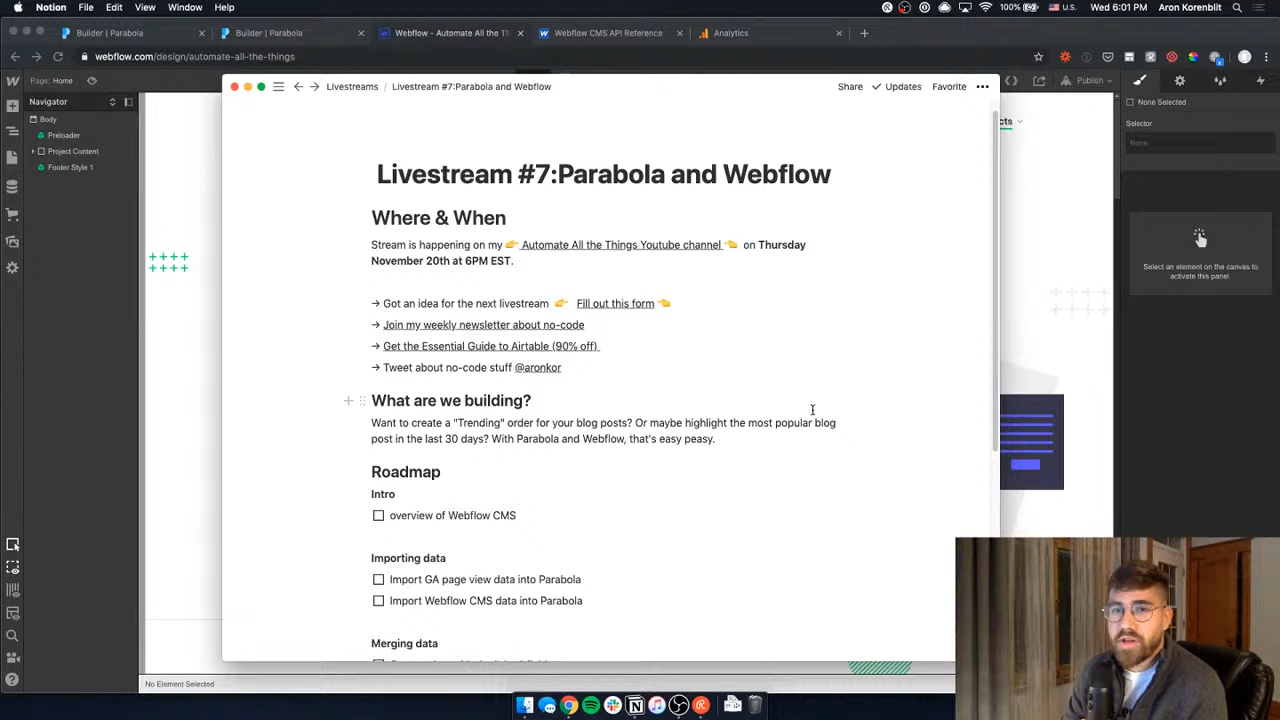 Notion File Edit View Window Help 100% U.S. Wed 6:01 PM Aron Korenblit
Builder | Parabola Builder | Parabola Webflow - Automate All the Th Webflow CMS API Reference Analytics
webflow.com/design/automate-all-the-things
Page: Home Publish
Navigator
Body
Preloader
Project Content
Footer Style 1
Livestreams / Livestream #7:Parabola and Webflow Share Updates Favorite
Livestream #7:Parabola and Webflow
Where & When
Stream is happening on my 👉 Automate All the Things Youtube channel 👈 on Thursday
November 20th at 6PM EST.
→ Got an idea for the next livestream 👉 Fill out this form 👈
→ Join my weekly newsletter about no-code
→ Get the Essential Guide to Airtable (90% off)
→ Tweet about no-code stuff @aronkor
What are we building?
Want to create a "Trending" order for your blog posts? Or maybe highlight the most popular blog
post in the last 30 days? With Parabola and Webflow, that's easy peasy.
Roadmap
Intro
overview of Webflow CMS
Importing data
Import GA page view data into Parabola
Import Webflow CMS data into Parabola
Merging data
cts
None Selected
Selector
None
Select an element on the canvas to
activate this panel.
No Element Selected